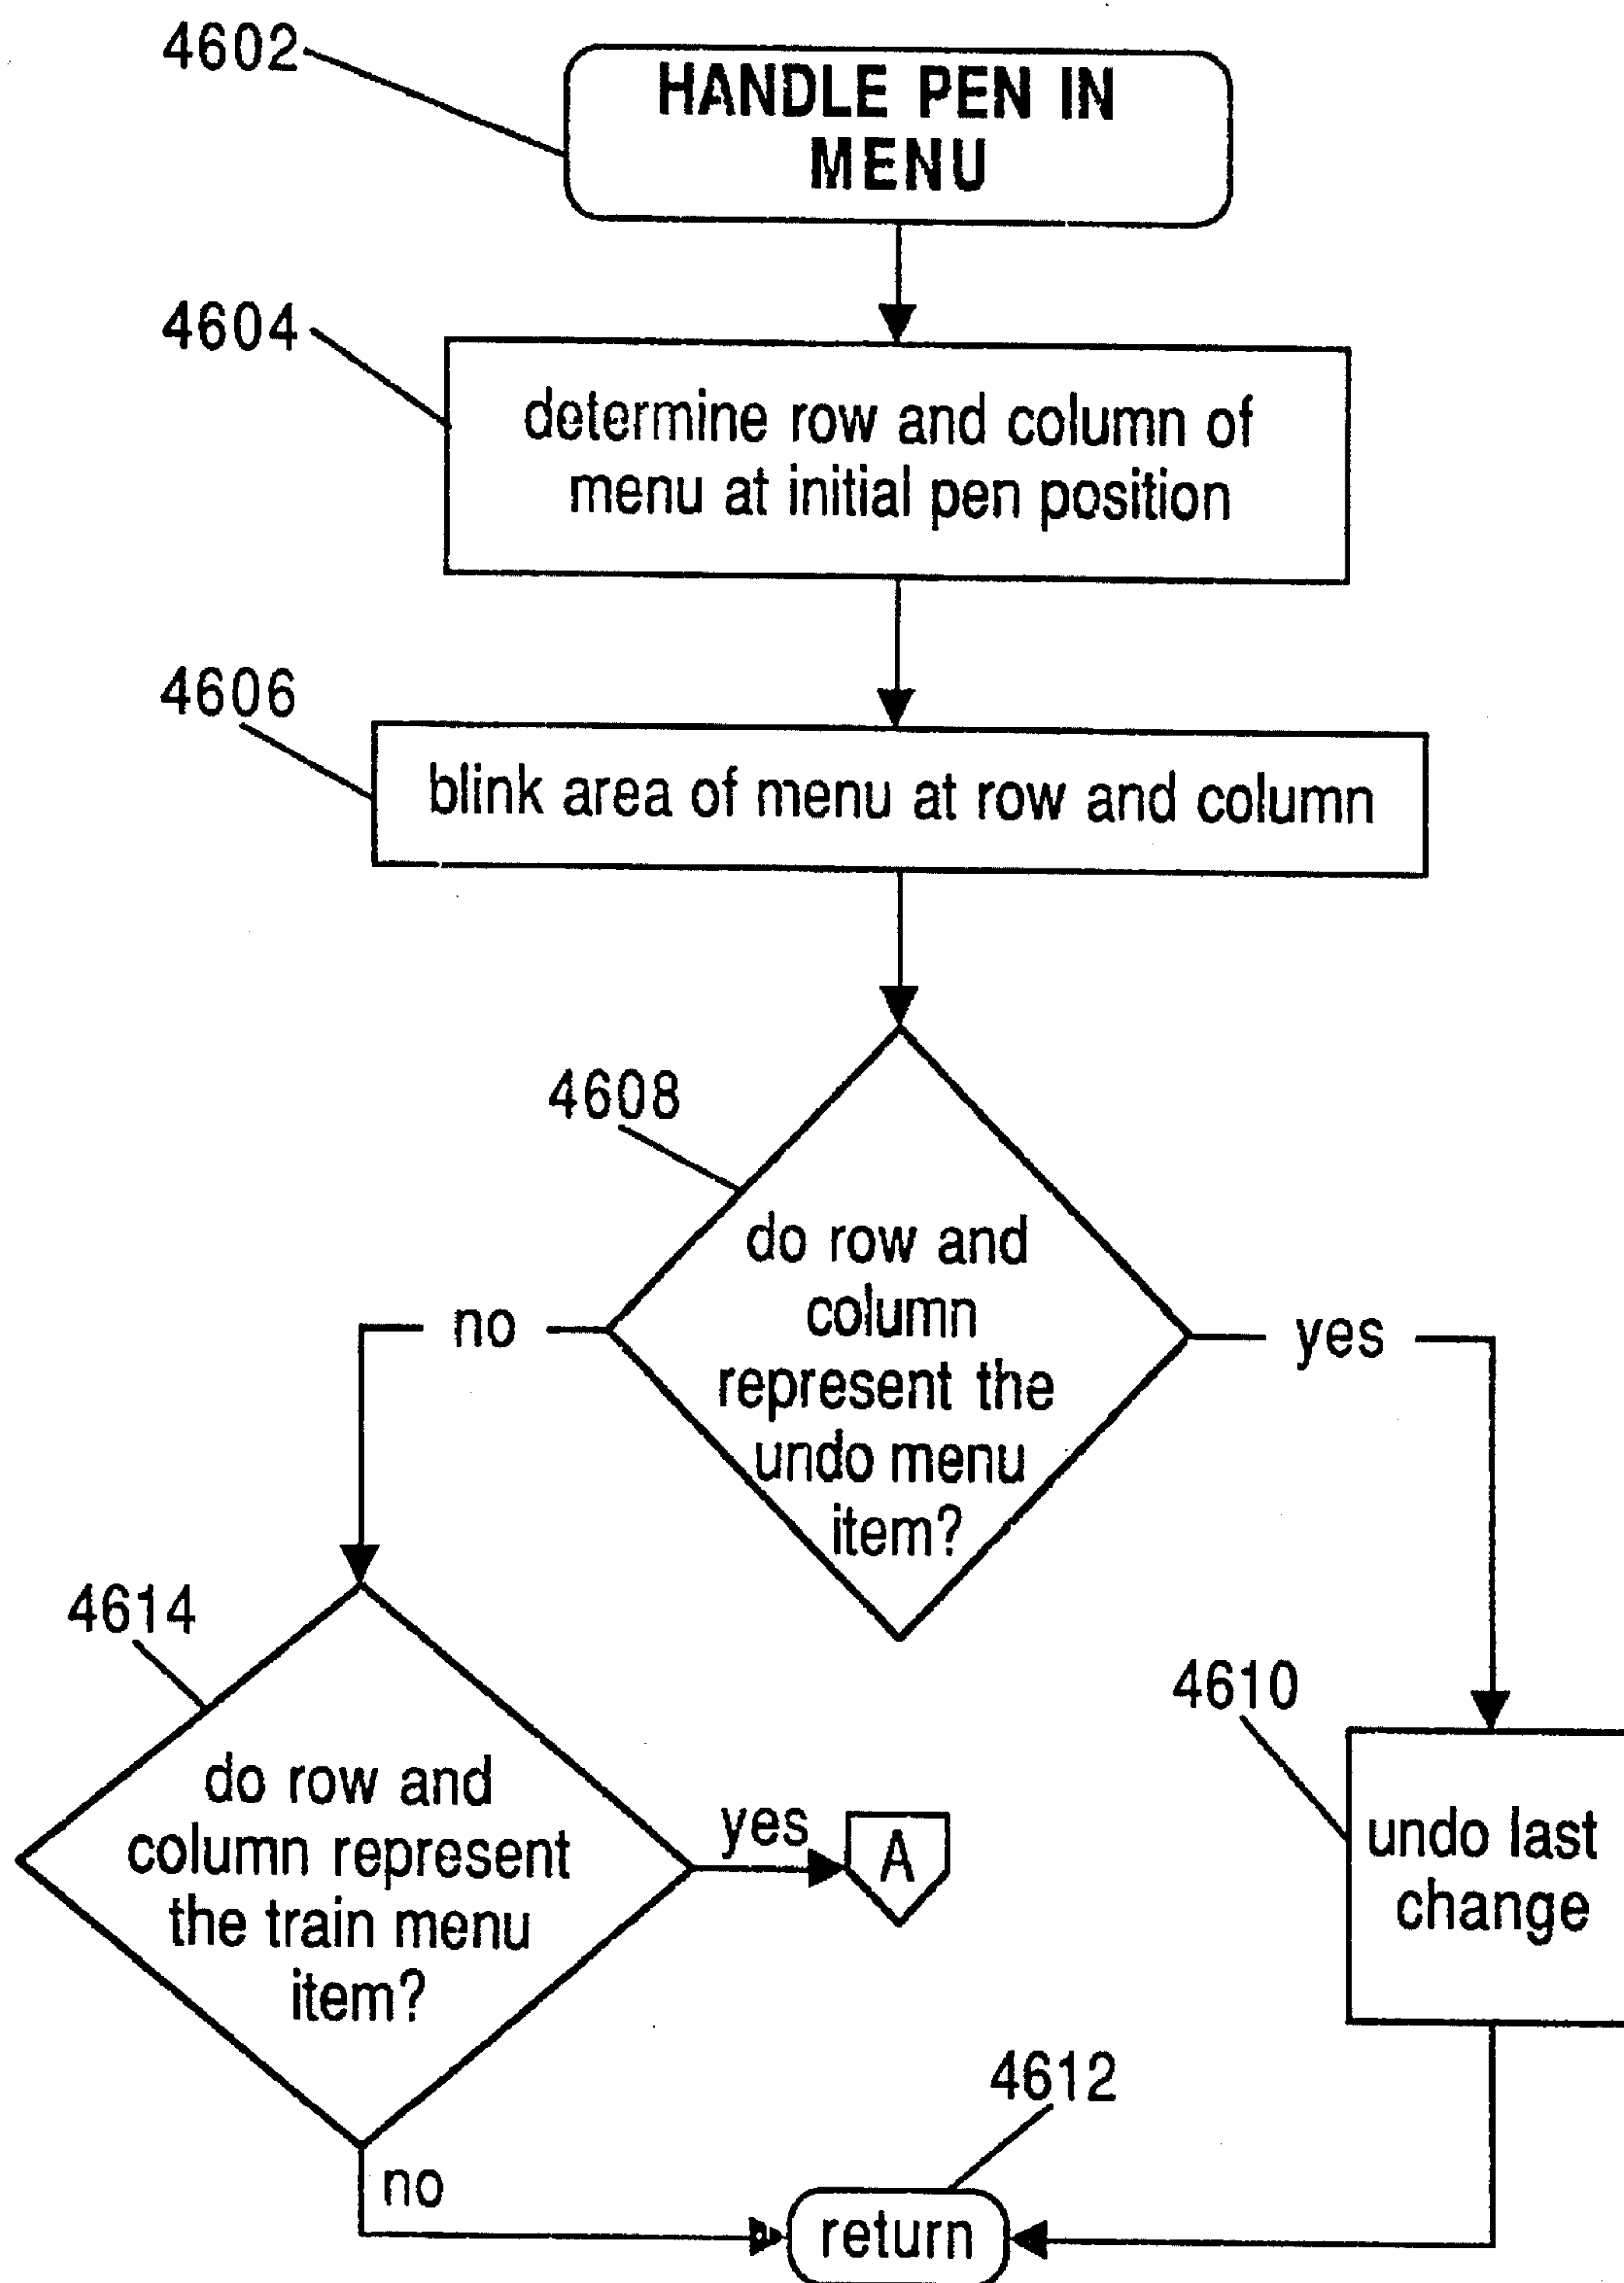 4602
HANDLE PEN IN
MENU
4604
determine row and column of
menu at initial pen position
4606
blink area of menu at row and column
4608
do row and
column
represent the
undo menu
item?
no
yes
4614
do row and
column represent
the train menu
item?
yes
A
4610
undo last
change
no
4612
return